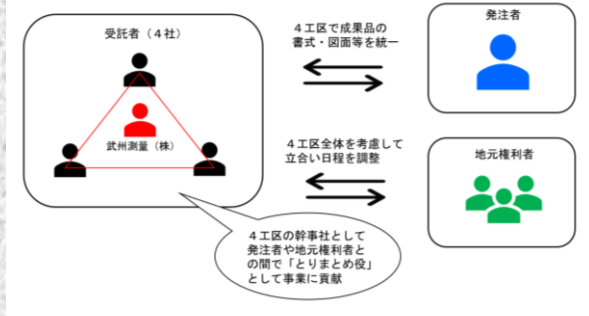 受託者（４社）
武州測量（株）
４工区で成果品の
書式・図面等を統一
発注者
４工区全体を考慮して
立合い日程を調整
地元権利者
４工区の幹事社として
発注者や地元権利者と
の間で「とりまとめ役」
として事業に貢献